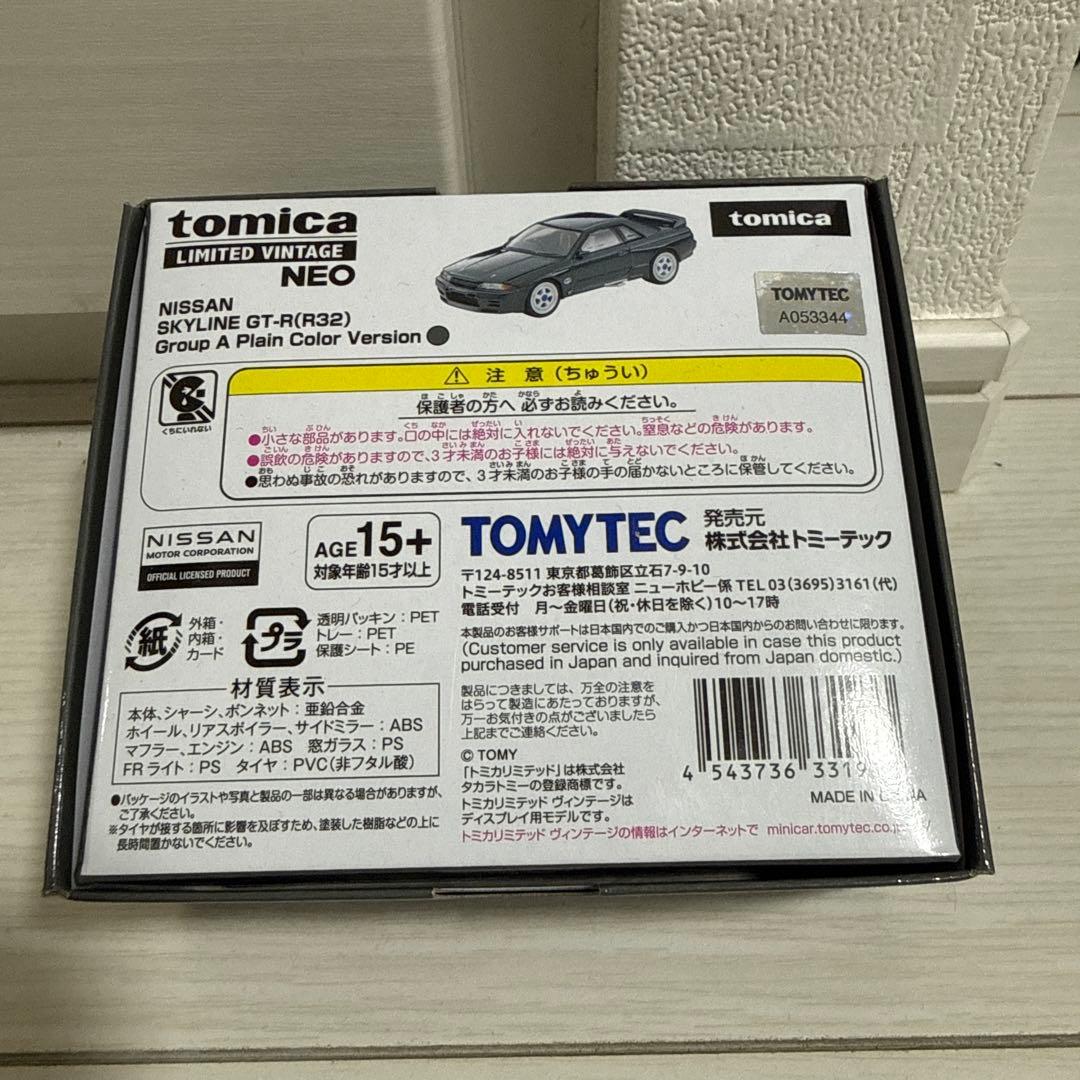 tomica
LIMITED VINTAGE
NEO
NISSAN
SKYLINE GT-R(R32)
Group A Plain Color Version
tomica
TOMYTEC
A053344
くちにいれない
⚠ 注 意(ちゅうい)
保護者の方へ 必ずお読みください。
●小さな部品があります。口の中には絶対に入れないでください。窒息などの危険があります。
●誤飲の危険がありますので、3才未満のお子様には絶対に与えないでください。
●思わぬ事故の恐れがありますので、3才未満のお子様の手の届かないところに保管してください。
NISSAN
MOTOR CORPORATION
OFFICIAL LICENSED PRODUCT
AGE 15+
対象年齢15才以上
TOMYTEC 発売元
株式会社トミーテック
〒124-8511 東京都葛飾区立石7-9-10
トミーテックお客様相談室 ニューホビー係 TEL 03(3695)3161(代)
電話受付 月〜金曜日(祝・休日を除く)10〜17時
本製品のお客様サポートは日本国内でのご購入かつ日本国内からのお問い合わせに限ります。
(Customer service is only available in case this product
purchased in Japan and inquired from Japan domestic.)
紙
外箱・
内箱・
カード
プラ
透明パッキン:PET
トレー:PET
保護シート:PE
材質表示
本体、シャーシ、ボンネット:亜鉛合金
ホイール、リアスポイラー、サイドミラー:ABS
マフラー、エンジン:ABS 窓ガラス:PS
FRライト:PS タイヤ:PVC(非フタル酸)
●パッケージのイラストや写真と製品の一部は異なる場合がありますが、
ご了承ください。
※タイヤが接する箇所に影響を及ぼすため、塗装した樹脂などの上に
長時間置かないでください。
製品につきましては、万全の注意を
はらって製造にあたっておりますが、
万一お気付きの点がございましたら
上記までご連絡ください。
© TOMY
「トミカリミテッド」は株式会社
タカラトミーの登録商標です。
トミカリミテッド ヴィンテージは
ディスプレイ用モデルです。
トミカリミテッド ヴィンテージの情報はインターネットで minicar.tomytec.co.jp
4 543736 3319
MADE IN CHINA